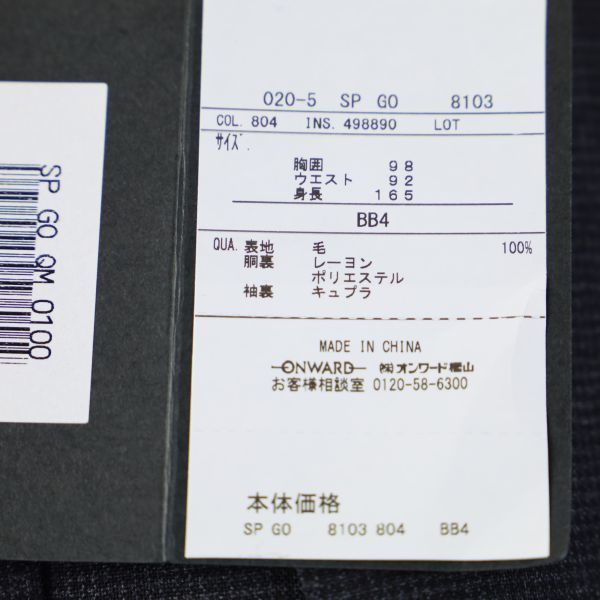 SP GO QM 0100
020-5 SP GO 8103
COL. 804 INS. 498890 LOT
サイズ.
胸囲 98
ウエスト 92
身長 165
BB4
QUA. 表地 毛 100%
胴裏 レーヨン
ポリエステル
袖裏 キュプラ
MADE IN CHINA
ONWARD ㈱オンワード樫山
お客様相談室 0120-58-6300
本体価格
SP GO 8103 804 BB4